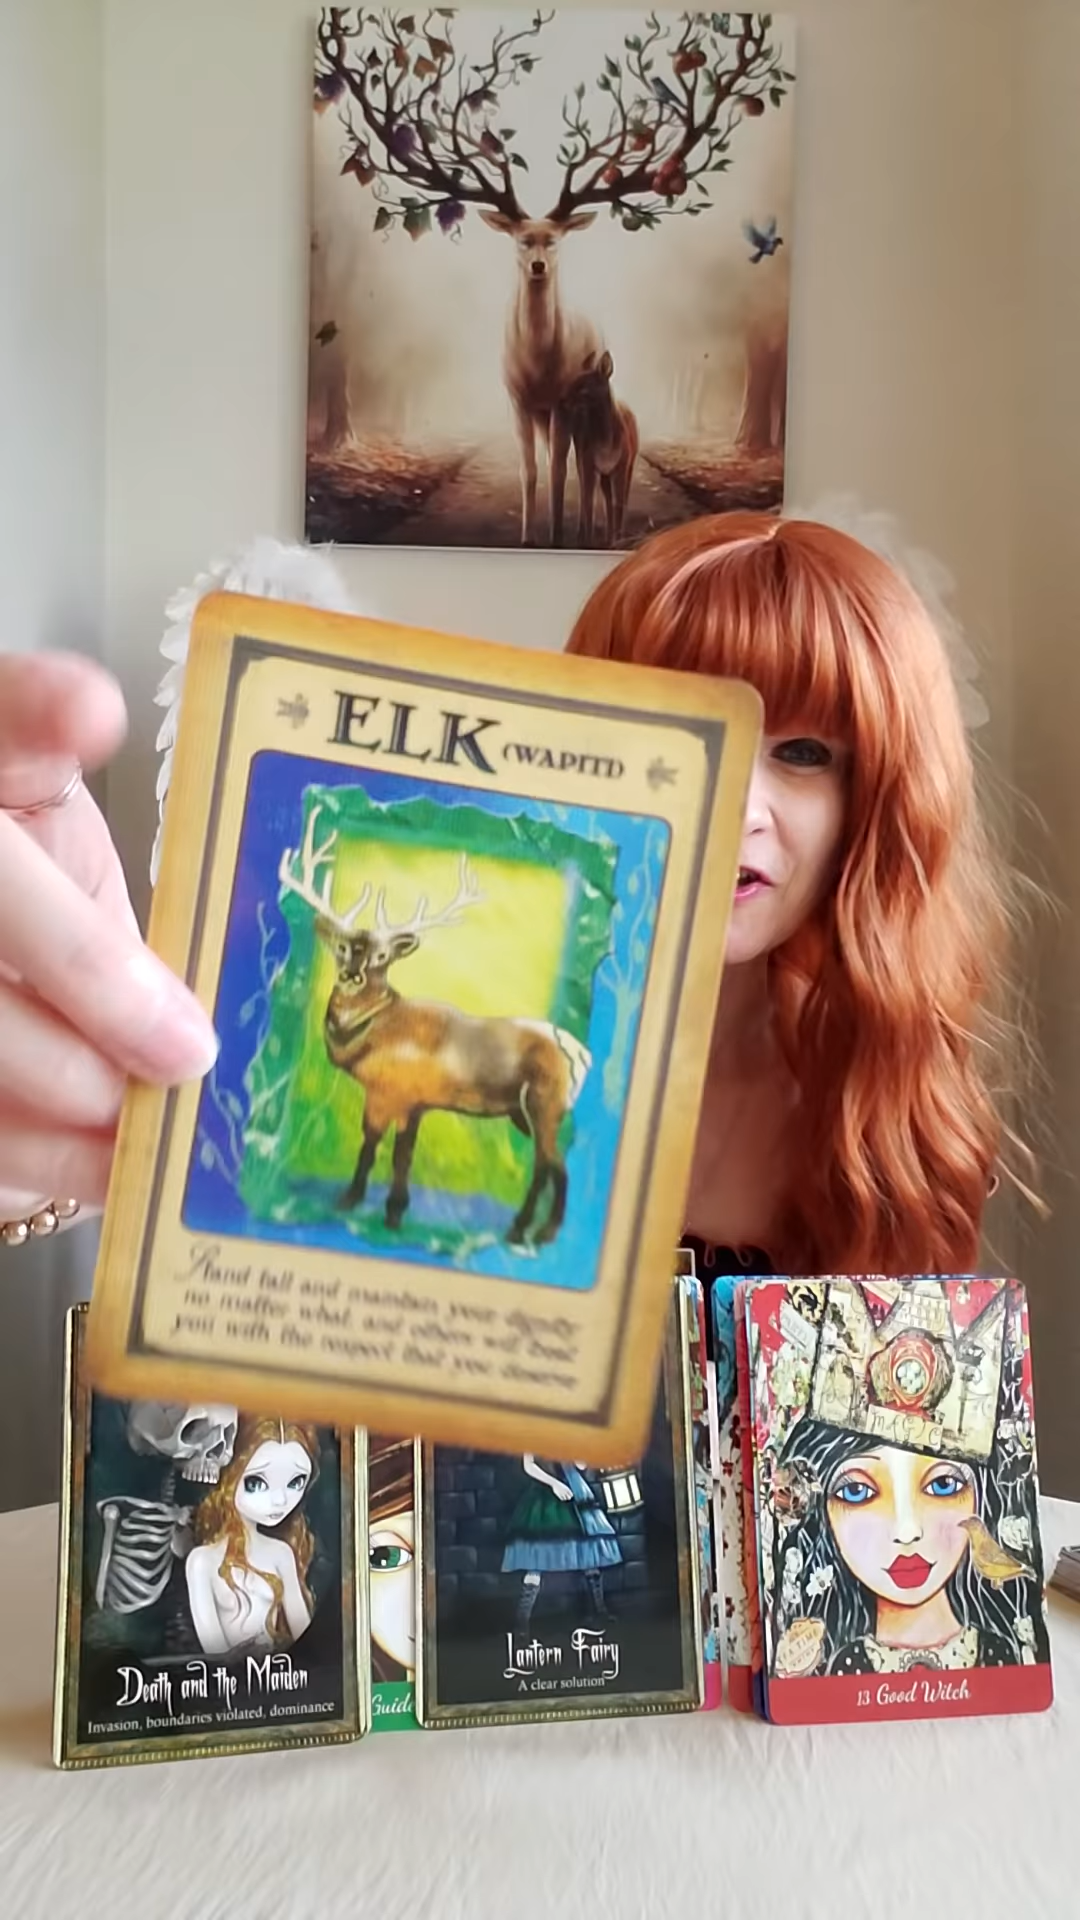 ELK (WAPITI)
Stand tall and maintain your dignity
no matter what, and others will treat
you with the respect that you deserve
Death and the Maiden
Invasion, boundaries violated, dominance
Guide
Lantern Fairy
A clear solution
13 Good Witch